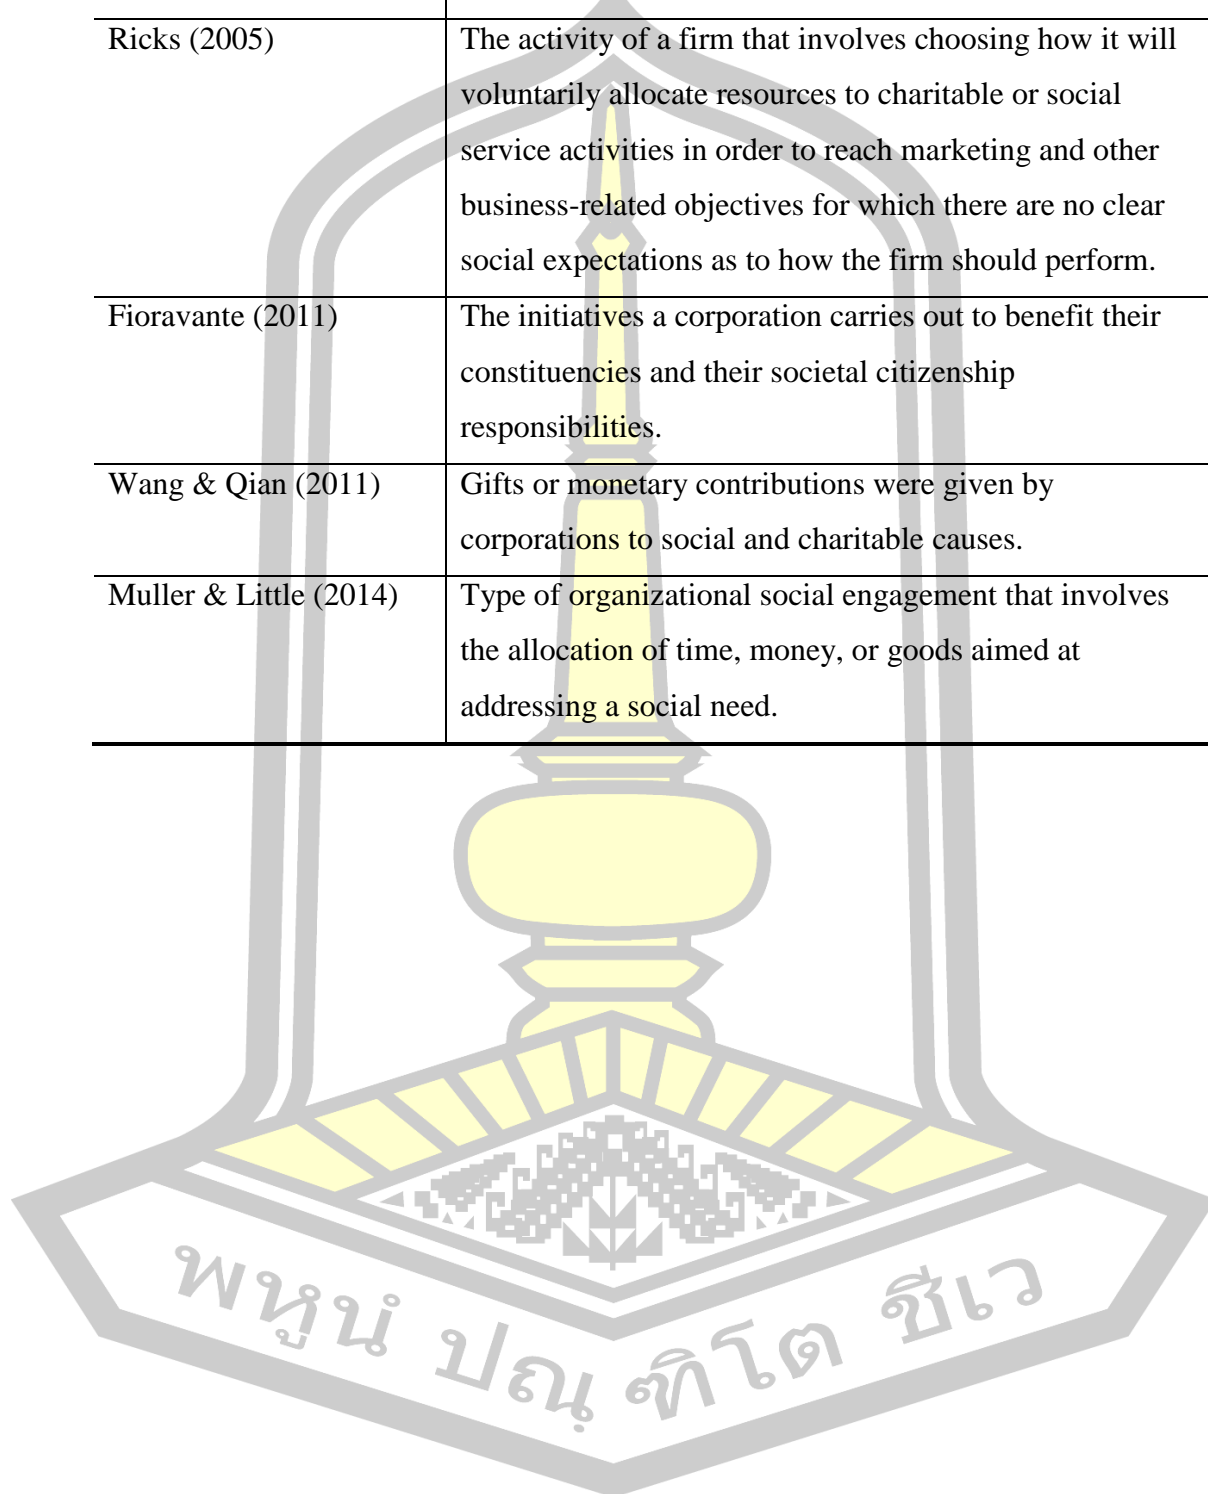 Ricks (2005)
The activity of a firm that involves choosing how it will
voluntarily allocate resources to charitable or social
service activities in order to reach marketing and other
business-related objectives for which there are no clear
social expectations as to how the firm should perform.
Fioravante (2011)
The initiatives a corporation carries out to benefit their
constituencies and their societal citizenship
responsibilities.
Wang & Qian (2011)
Gifts or monetary contributions were given by
corporations to social and charitable causes.
Muller & Little (2014)
Type of organizational social engagement that involves
the allocation of time, money, or goods aimed at
addressing a social need.
พหูนํ ปณฺฑิโต ชีเว